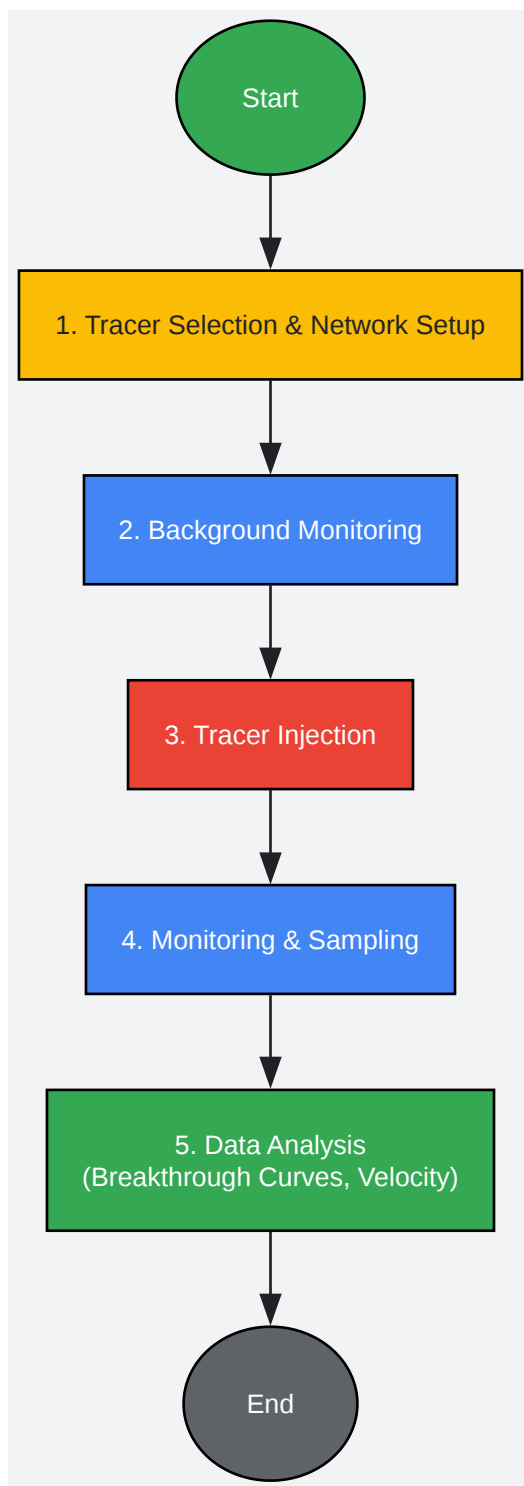 Start
1. Tracer Selection & Network Setup
2. Background Monitoring
3. Tracer Injection
4. Monitoring & Sampling
5. Data Analysis
(Breakthrough Curves, Velocity)
End